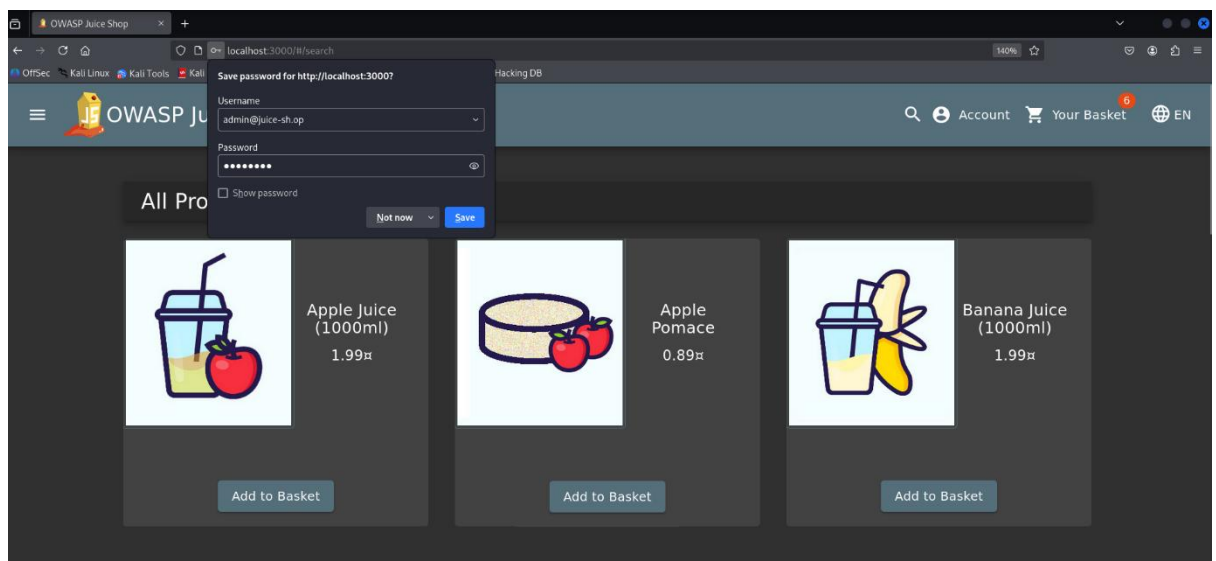 OWASP Juice Shop
localhost:3000/#/search
140%
OffSec Kali Linux Kali Tools Kali Hacking DB
OWASP Ju
Account Your Basket 6 EN
Save password for http://localhost:3000?
Username
admin@juice-sh.op
Password
Show password
Not now Save
All Pro
Apple Juice
(1000ml)
1.99¤
Add to Basket
Apple
Pomace
0.89¤
Add to Basket
Banana Juice
(1000ml)
1.99¤
Add to Basket